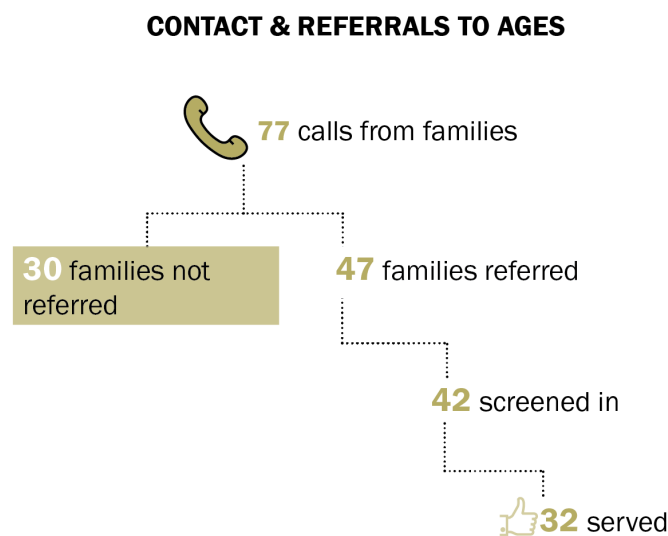 CONTACT & REFERRALS TO AGES
77 calls from families
30 families not
referred
47 families referred
42 screened in
32 served